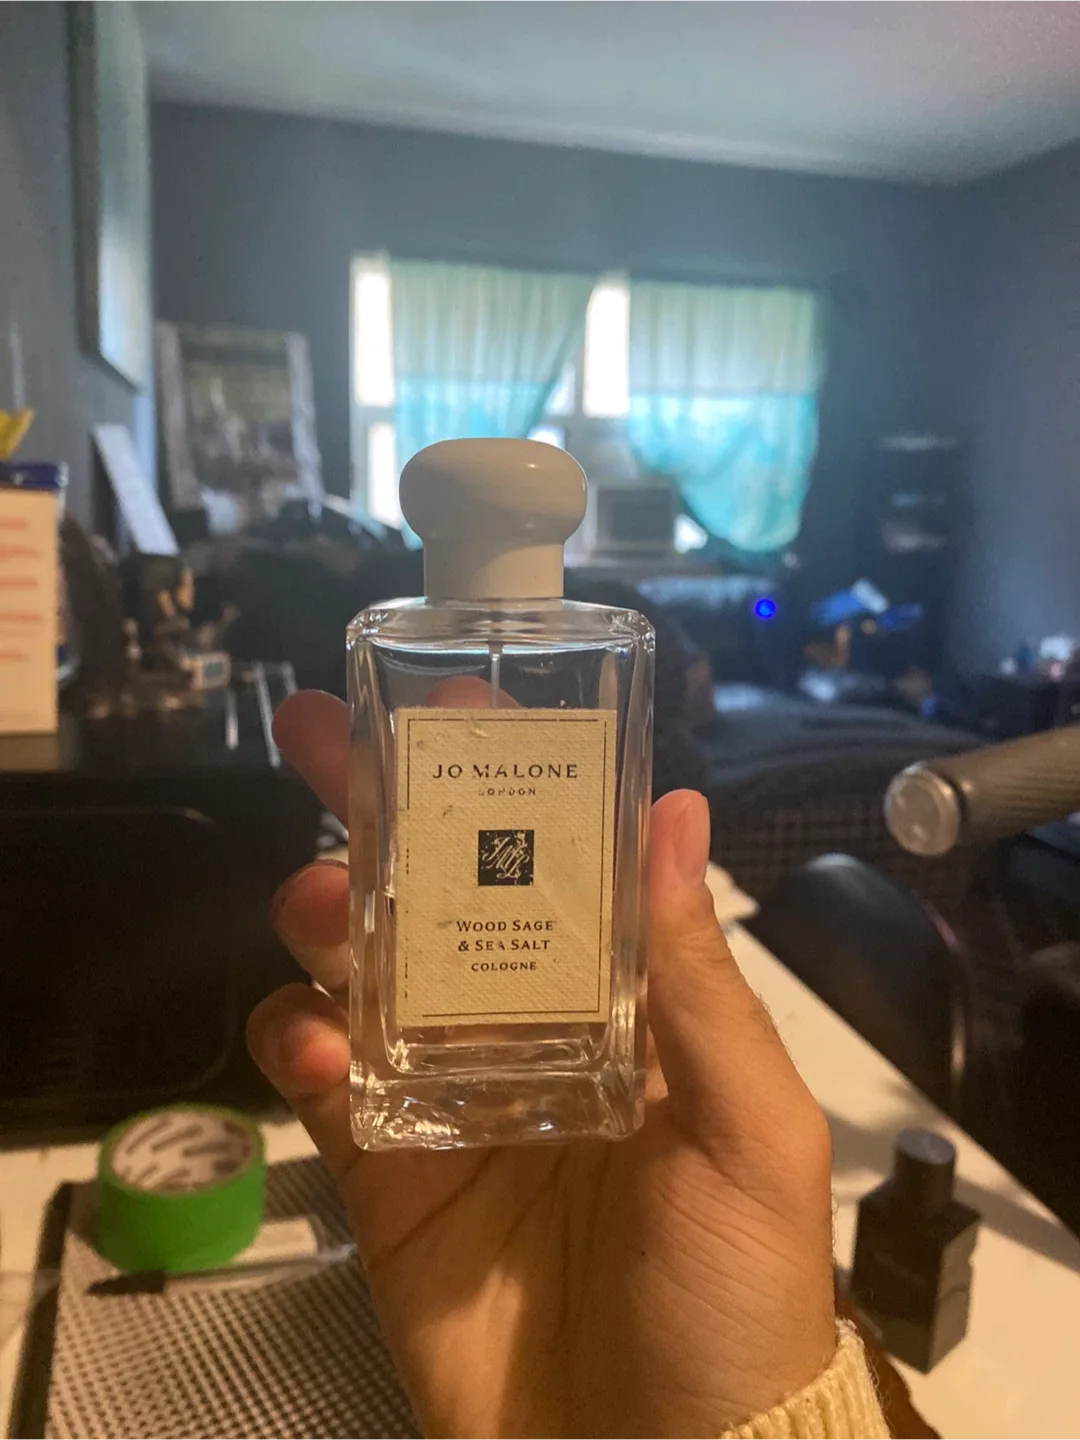 JO MALONE
LONDON
WOOD SAGE
& SEA SALT
COLOGNE